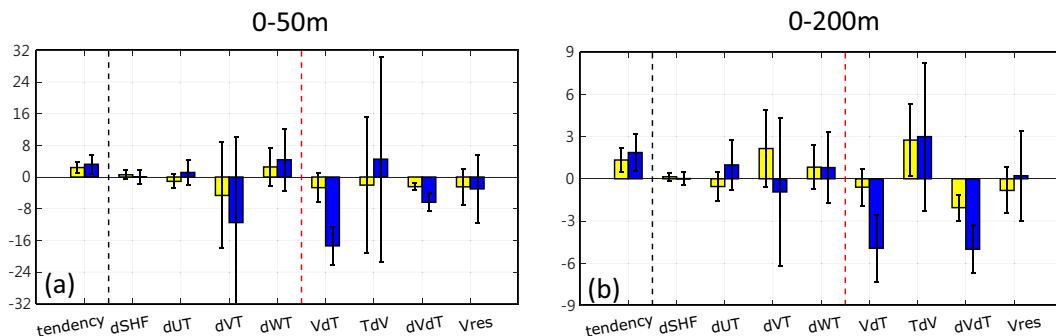 0-50m
32
24
16
8
0
-8
-16
-24
-32
(a)
tendency dSHF dUT dVT dWT VdT TdV dVdT Vres
0-200m
9
6
3
0
-3
-6
-9
(b)
tendency dSHF dUT dVT dWT VdT TdV dVdT Vres